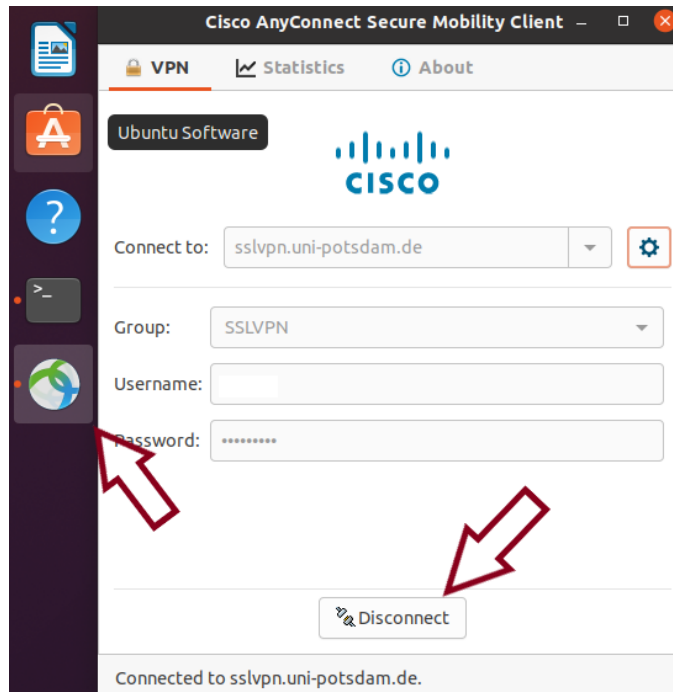 Cisco AnyConnect Secure Mobility Client
VPN Statistics About
Ubuntu Software
CISCO
Connect to: sslvpn.uni-potsdam.de
Group: SSLVPN
Username:
Password: •••••••••
Disconnect
Connected to sslvpn.uni-potsdam.de.